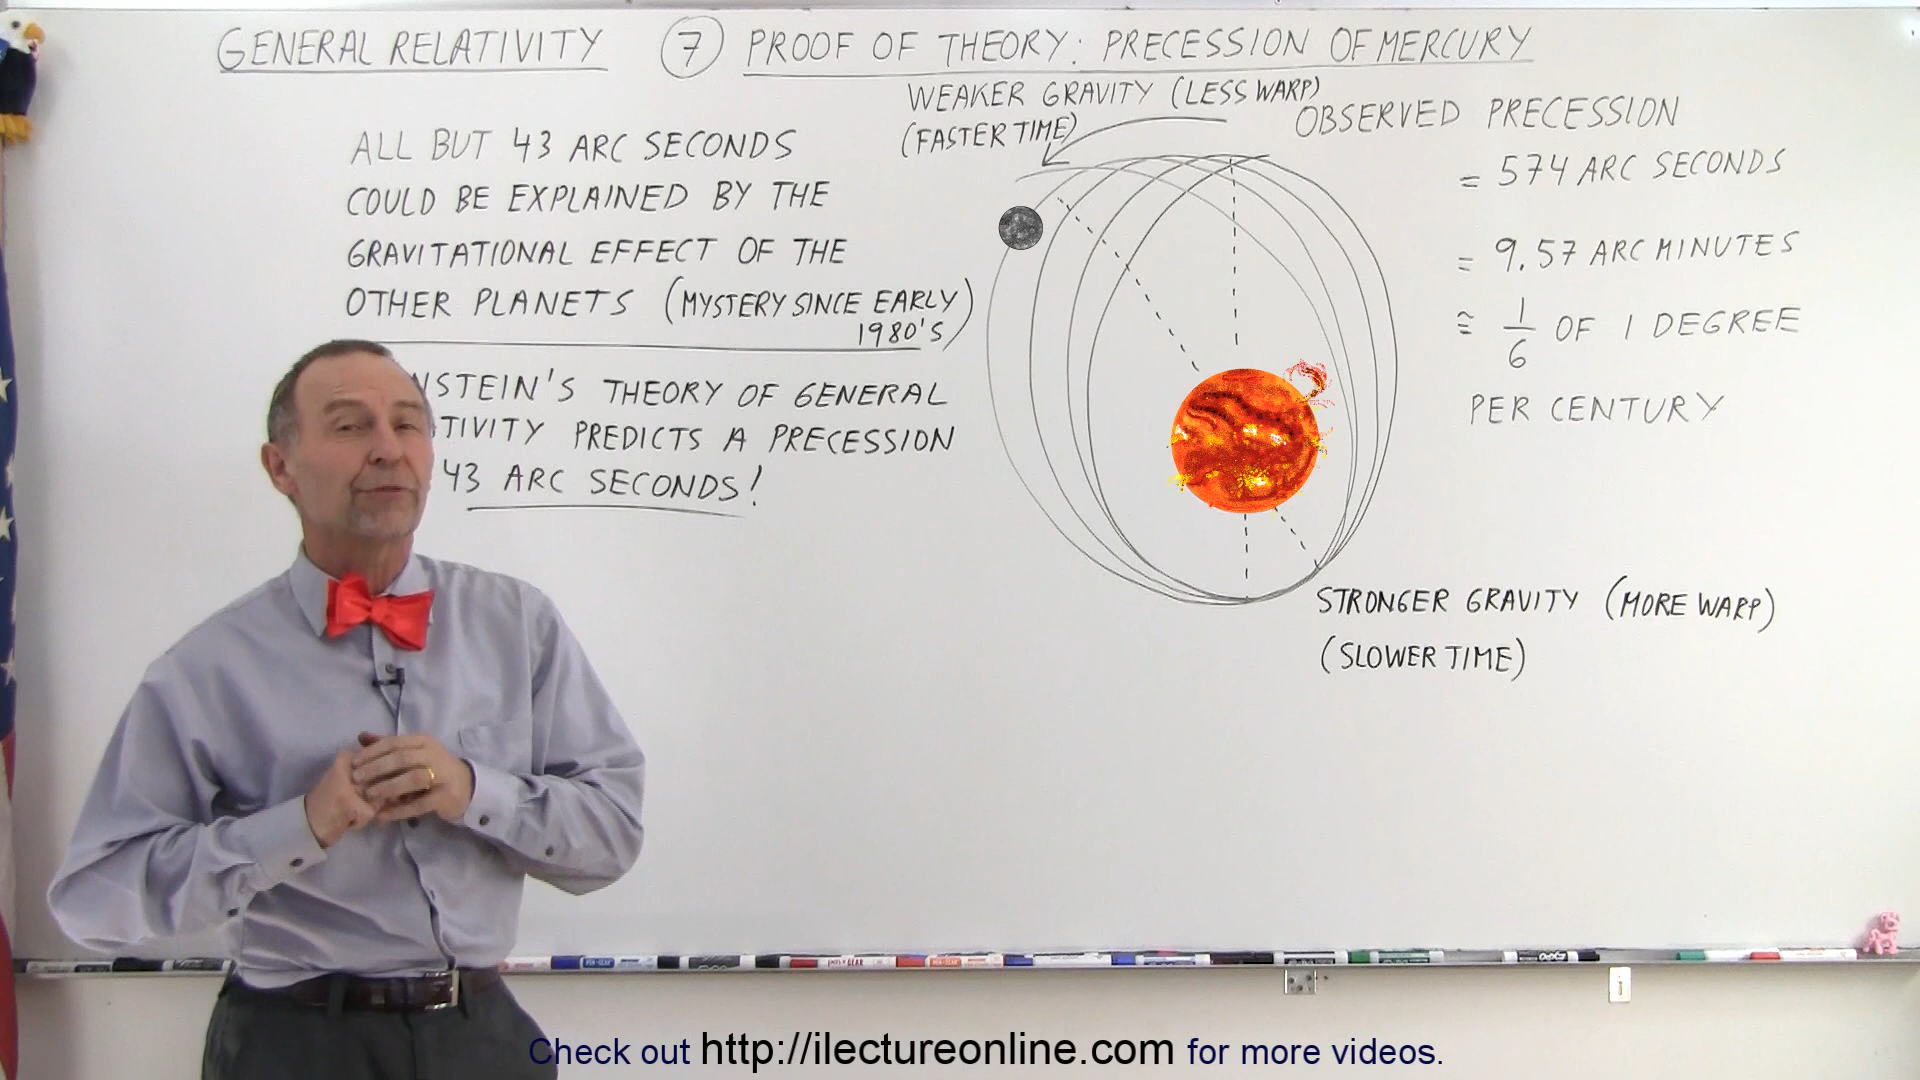 GENERAL RELATIVITY 7 PROOF OF THEORY: PRECESSION OF MERCURY
ALL BUT 43 ARC SECONDS
COULD BE EXPLAINED BY THE
GRAVITATIONAL EFFECT OF THE
OTHER PLANETS (MYSTERY SINCE EARLY
1980'S)
NSTEIN'S THEORY OF GENERAL
TIVITY PREDICTS A PRECESSION
43 ARC SECONDS!
WEAKER GRAVITY (LESS WARP)
(FASTER TIME)
OBSERVED PRECESSION
= 574 ARC SECONDS
= 9.57 ARC MINUTES
≅ 1/6 OF 1 DEGREE
PER CENTURY
STRONGER GRAVITY (MORE WARP)
(SLOWER TIME)
Check out http://ilectureonline.com for more videos.